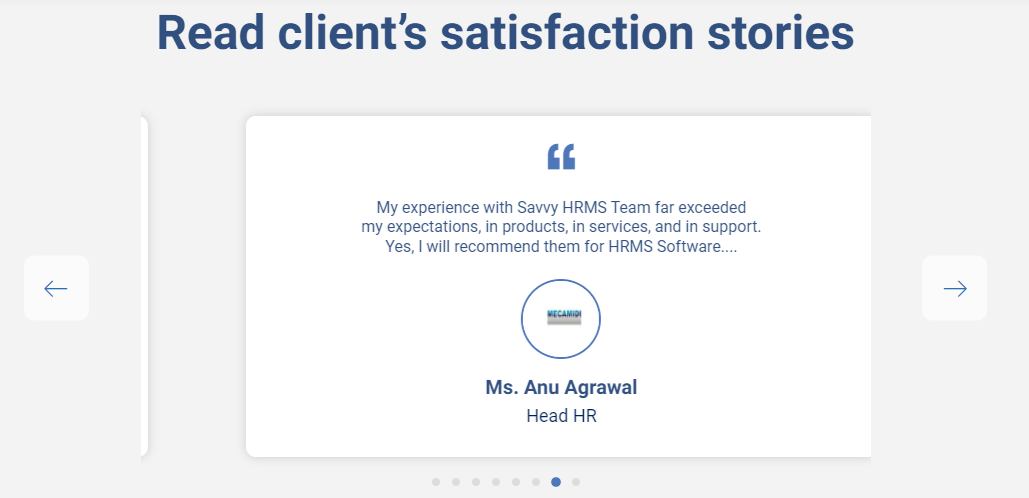 Read client’s satisfaction stories
“
My experience with Savvy HRMS Team far exceeded
my expectations, in products, in services, and in support.
Yes, I will recommend them for HRMS Software....
MECAMIDI
Ms. Anu Agrawal
Head HR